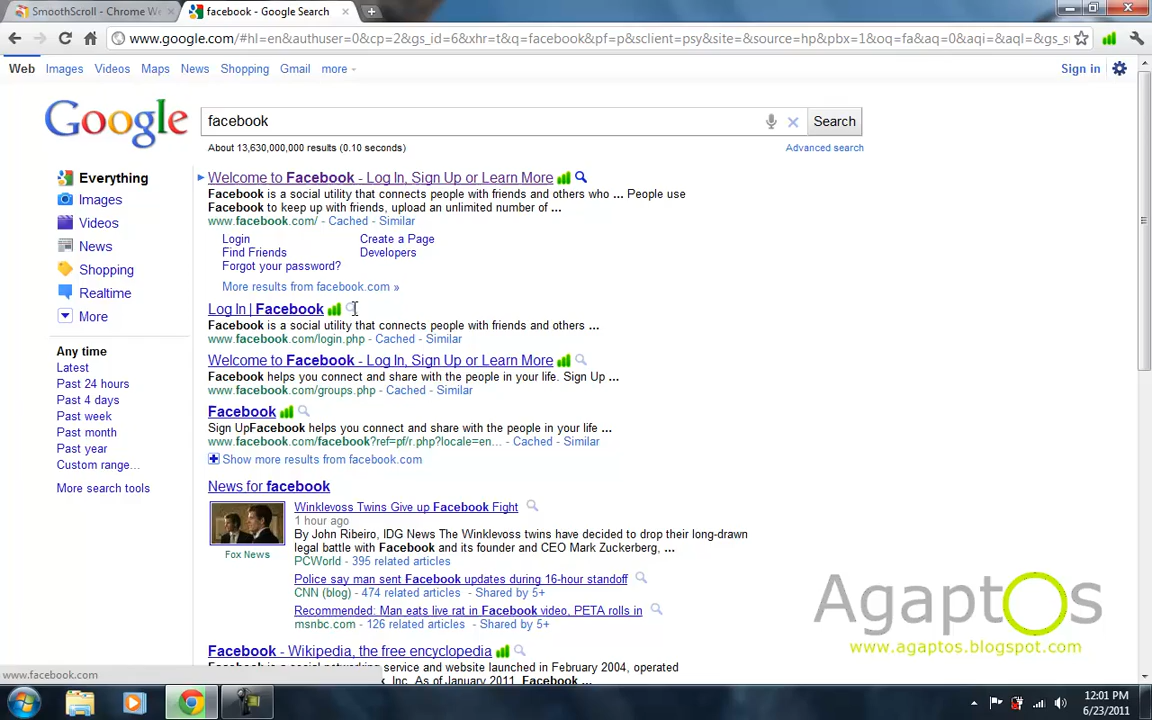 SmoothScroll - Chrome We
facebook - Google Search
www.google.com/#hl=en&authuser=0&cp=2&gs_id=6&xhr=t&q=facebook&pf=p&sclient=psy&site=&source=hp&pbx=1&oq=fa&aq=0&aqi=&aql=&gs_s
Web Images Videos Maps News Shopping Gmail more
Sign in
Google
facebook
Search
About 13,630,000,000 results (0.10 seconds)
Advanced search
Everything
Images
Videos
News
Shopping
Realtime
More
Any time
Latest
Past 24 hours
Past 4 days
Past week
Past month
Past year
Custom range...
More search tools
Welcome to Facebook - Log In, Sign Up or Learn More
Facebook is a social utility that connects people with friends and others who ... People use
Facebook to keep up with friends, upload an unlimited number of ...
www.facebook.com/ - Cached - Similar
Login Create a Page
Find Friends Developers
Forgot your password?
More results from facebook.com »
Log In | Facebook
Facebook is a social utility that connects people with friends and others ...
www.facebook.com/login.php - Cached - Similar
Welcome to Facebook - Log In, Sign Up or Learn More
Facebook helps you connect and share with the people in your life. Sign Up ...
www.facebook.com/groups.php - Cached - Similar
Facebook
Sign UpFacebook helps you connect and share with the people in your life ...
www.facebook.com/facebook?ref=pf/r.php?locale=en... - Cached - Similar
Show more results from facebook.com
News for facebook
Winklevoss Twins Give up Facebook Fight
1 hour ago
By John Ribeiro, IDG News The Winklevoss twins have decided to drop their long-drawn
legal battle with Facebook and its founder and CEO Mark Zuckerberg, ...
PCWorld - 395 related articles
Fox News
Police say man sent Facebook updates during 16-hour standoff
CNN (blog) - 474 related articles - Shared by 5+
Recommended: Man eats live rat in Facebook video, PETA rolls in
msnbc.com - 126 related articles - Shared by 5+
Facebook - Wikipedia, the free encyclopedia
service and website launched in February 2004, operated
Inc. As of January 2011, Facebook ...
www.facebook.com
Agaptos
www.agaptos.blogspot.com
12:01 PM
6/23/2011